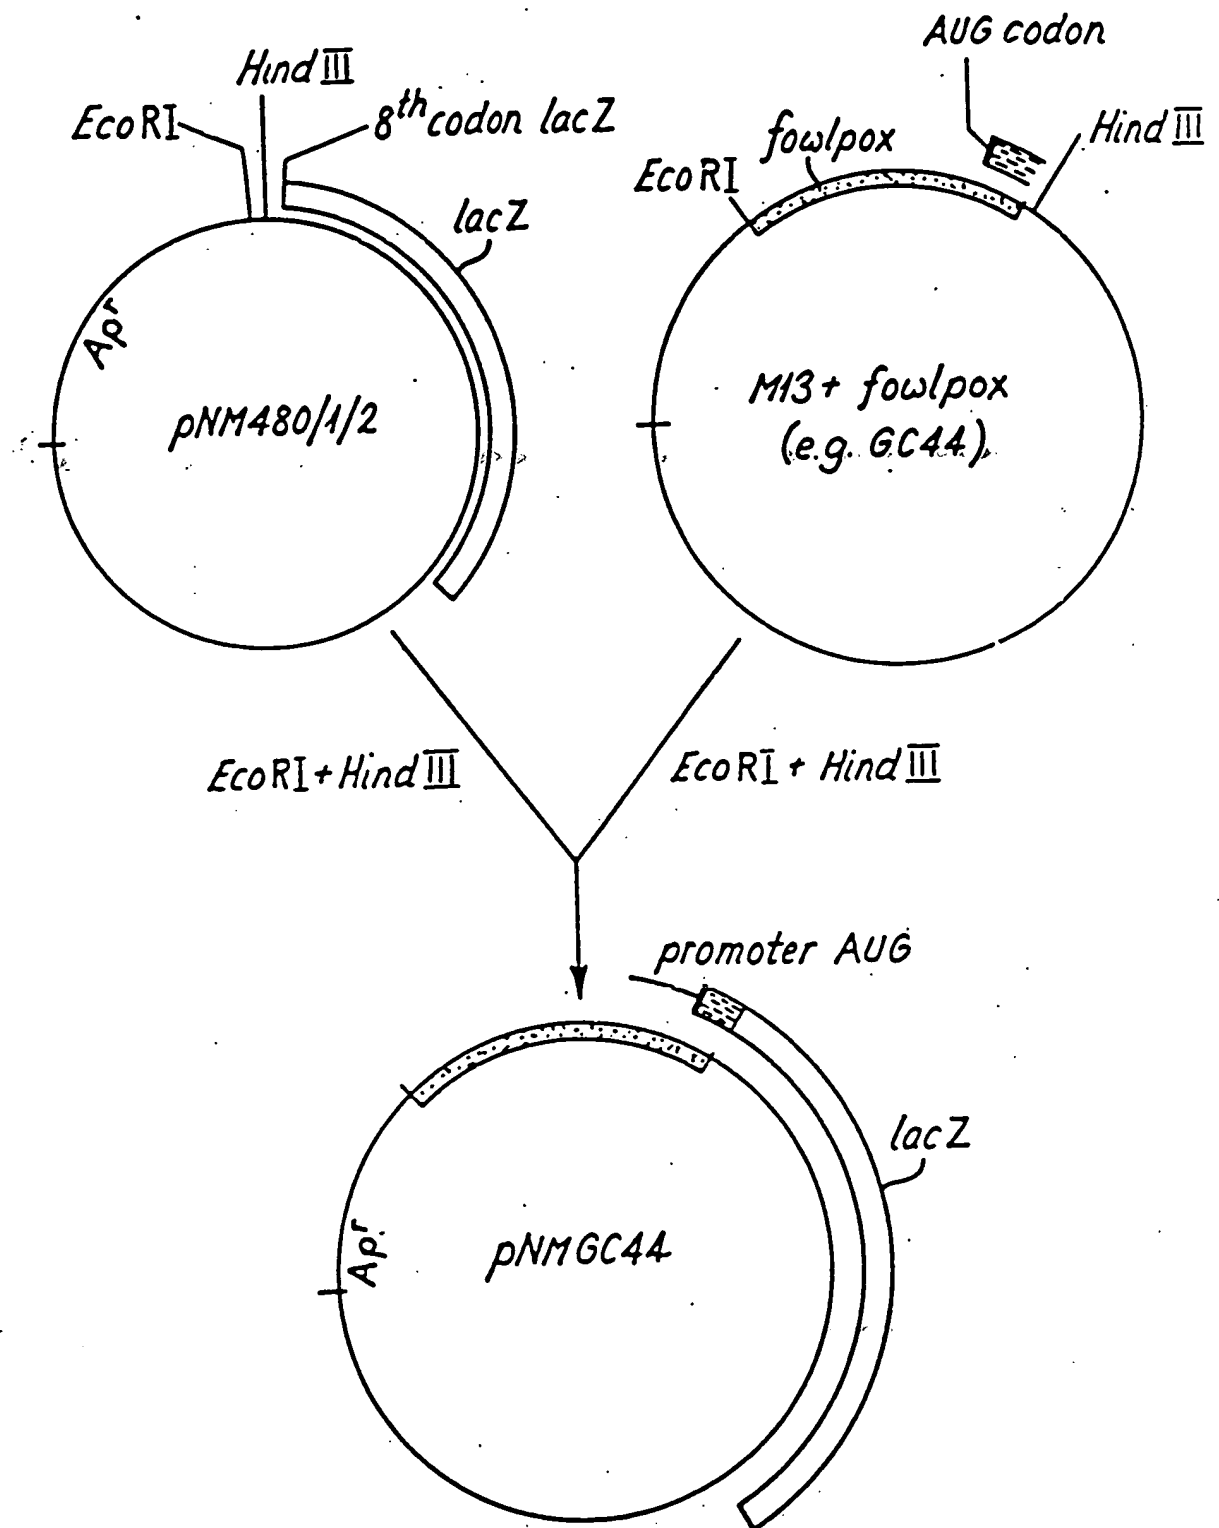 AUG codon
Hind III
EcoRI
8th codon lacZ
fowlpox
Hind III
EcoRI
lacZ
Apr
pNM480/1/2
M13 + fowlpox
(e.g. GC44)
EcoRI + Hind III
EcoRI + Hind III
promoter AUG
lacZ
Apr
pNMGC44